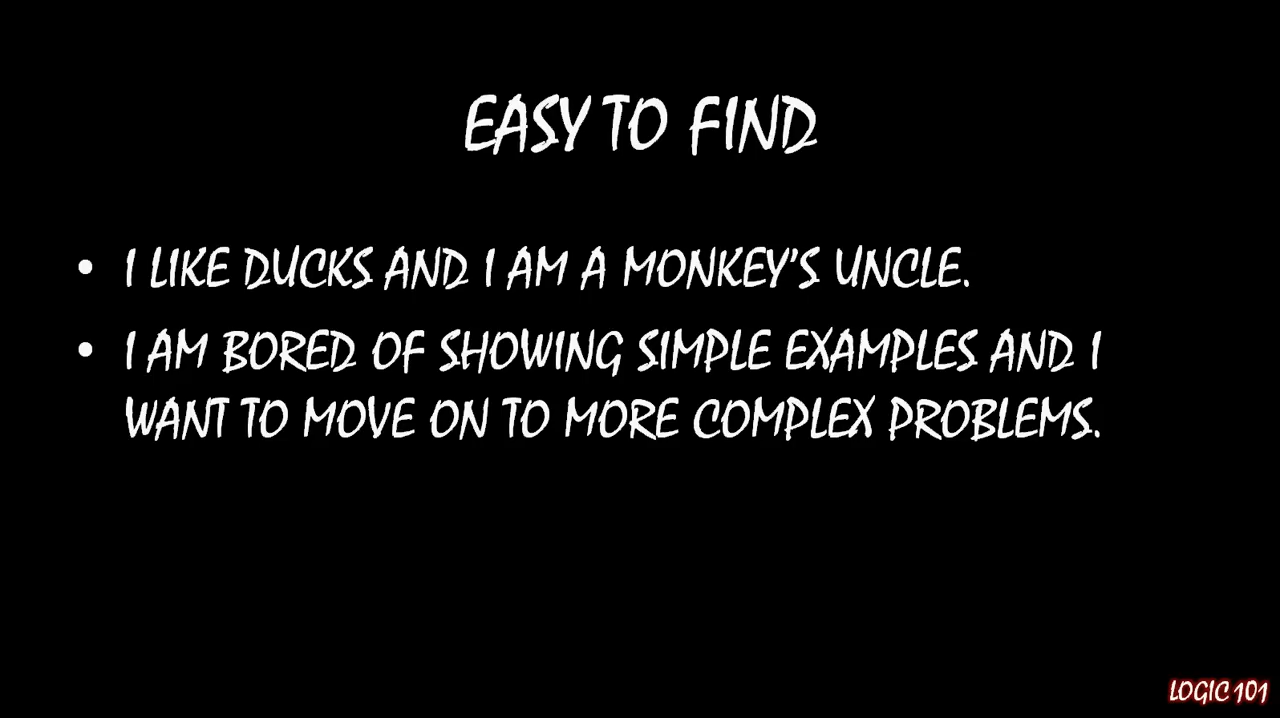 EASY TO FIND
• I LIKE DUCKS AND I AM A MONKEY'S UNCLE.
• I AM BORED OF SHOWING SIMPLE EXAMPLES AND I
WANT TO MOVE ON TO MORE COMPLEX PROBLEMS.
LOGIC 101